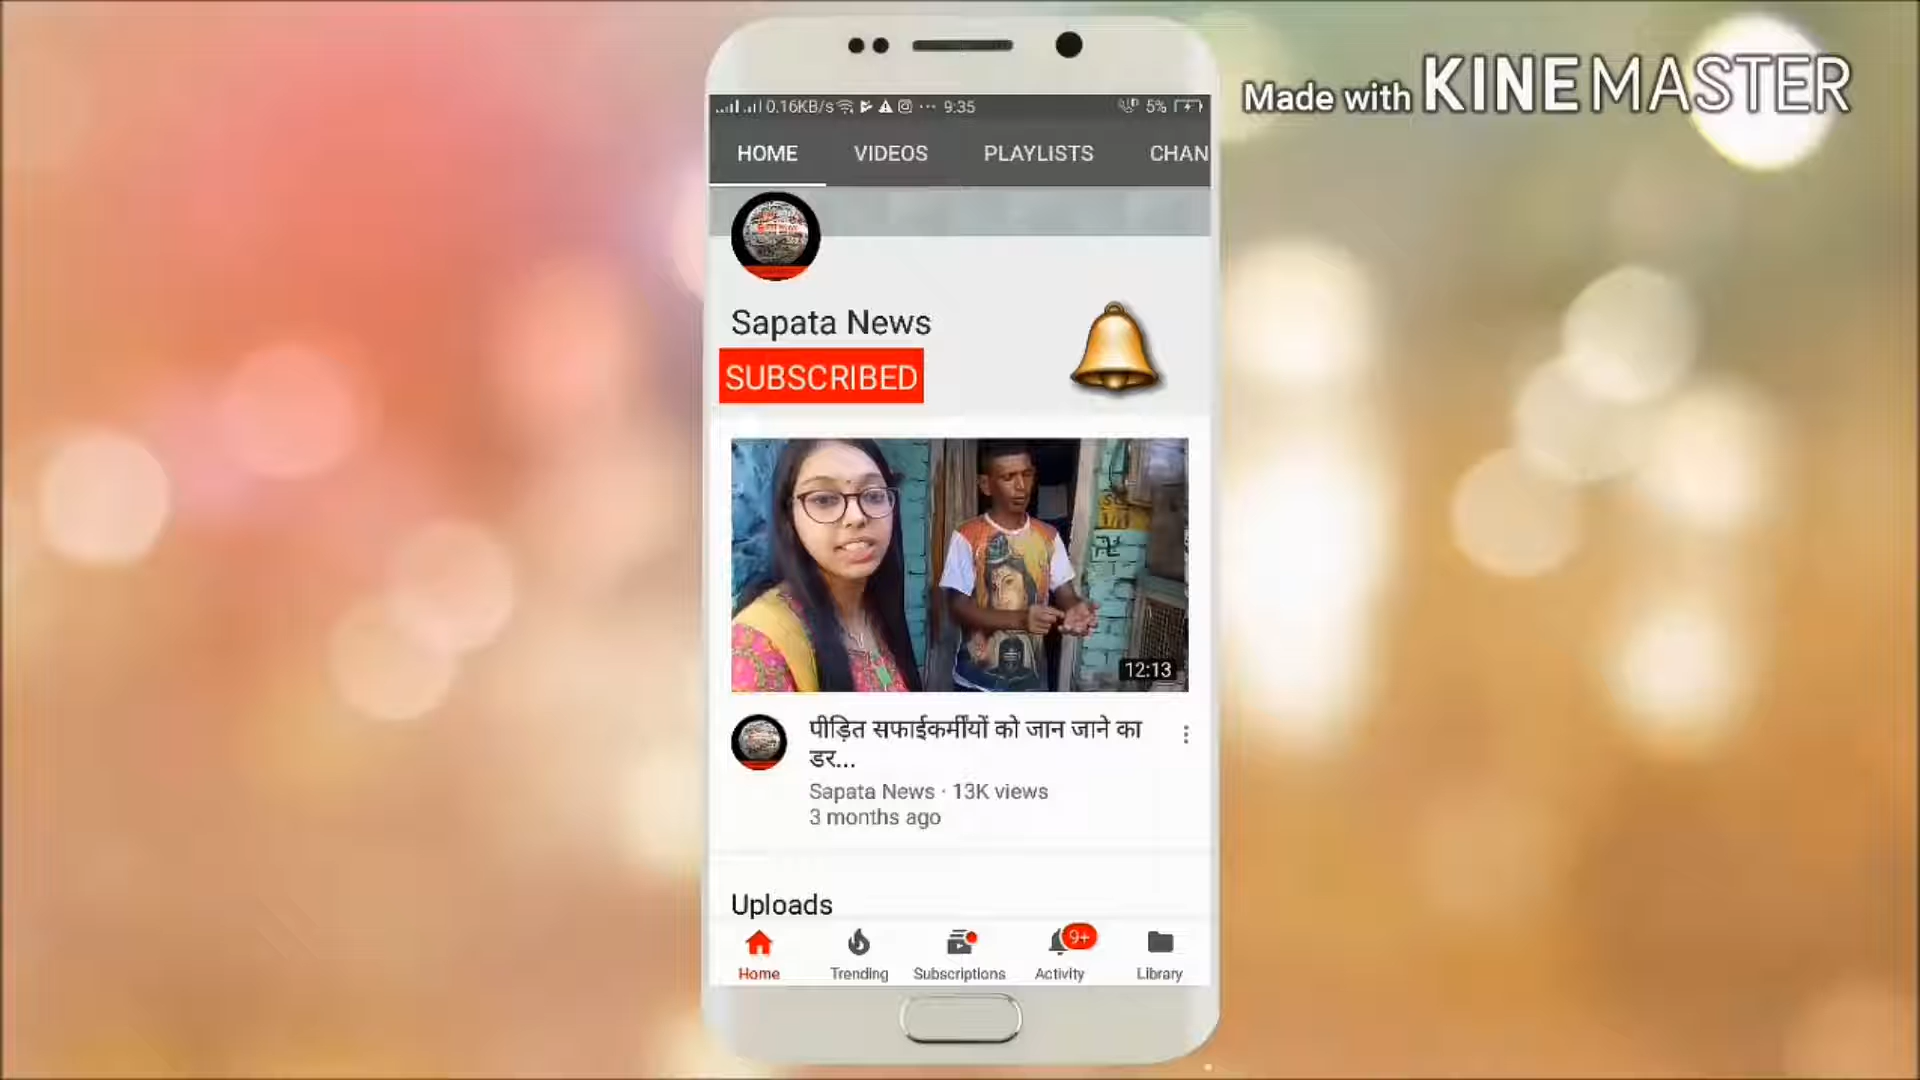 Made with KINEMASTER
0.16KB/s ... 9:35 5%
HOME VIDEOS PLAYLISTS CHAN
Sapata News
SUBSCRIBED
12:13
पीड़ित सफाईकर्मीयों को जान जाने का
डर...
Sapata News · 13K views
3 months ago
Uploads
9+
Home Trending Subscriptions Activity Library